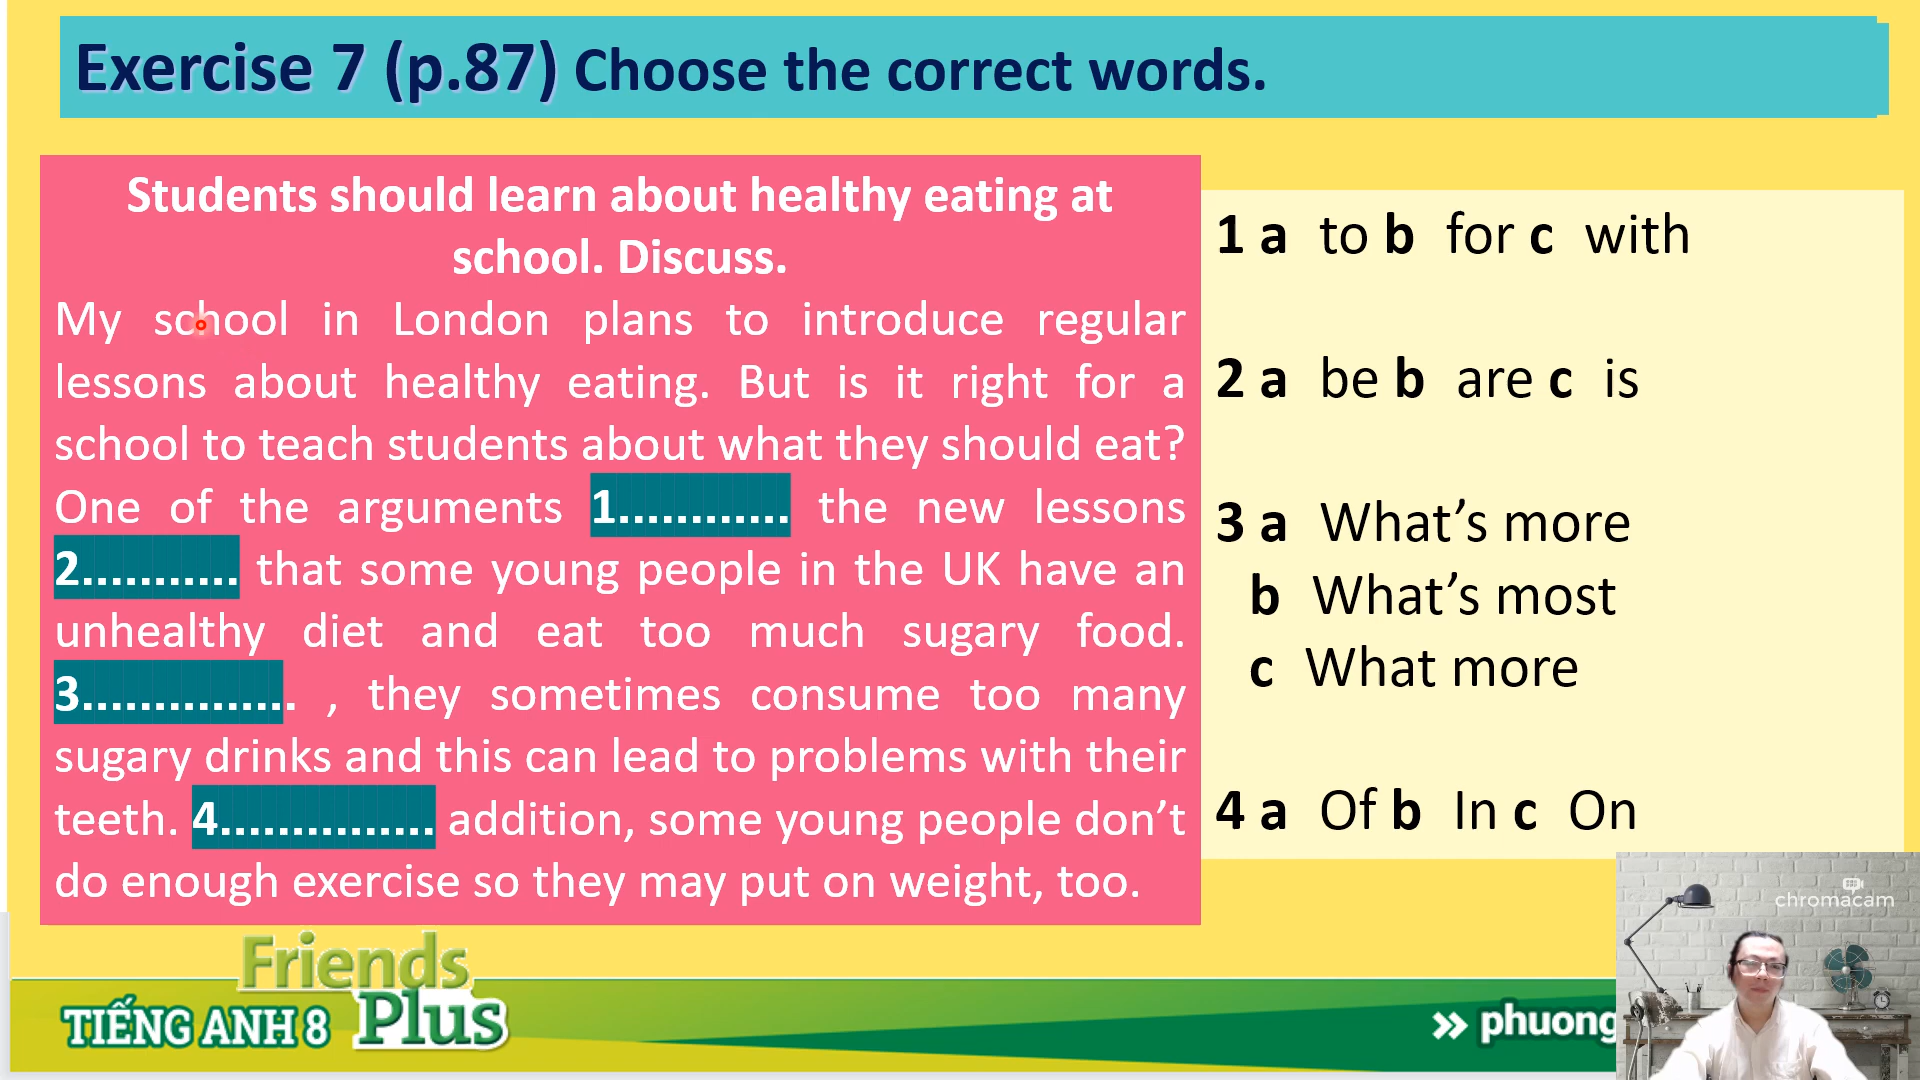 Exercise 7 (p.87) Choose the correct words.
Students should learn about healthy eating at
school. Discuss.
My school in London plans to introduce regular
lessons about healthy eating. But is it right for a
school to teach students about what they should eat?
One of the arguments 1............ the new lessons
2........... that some young people in the UK have an
unhealthy diet and eat too much sugary food.
3............... , they sometimes consume too many
sugary drinks and this can lead to problems with their
teeth. 4............... addition, some young people don’t
do enough exercise so they may put on weight, too.
1 a to b for c with
2 a be b are c is
3 a What’s more
b What’s most
c What more
4 a Of b In c On
chromacam
Friends
Plus
TIẾNG ANH 8
>> phuong